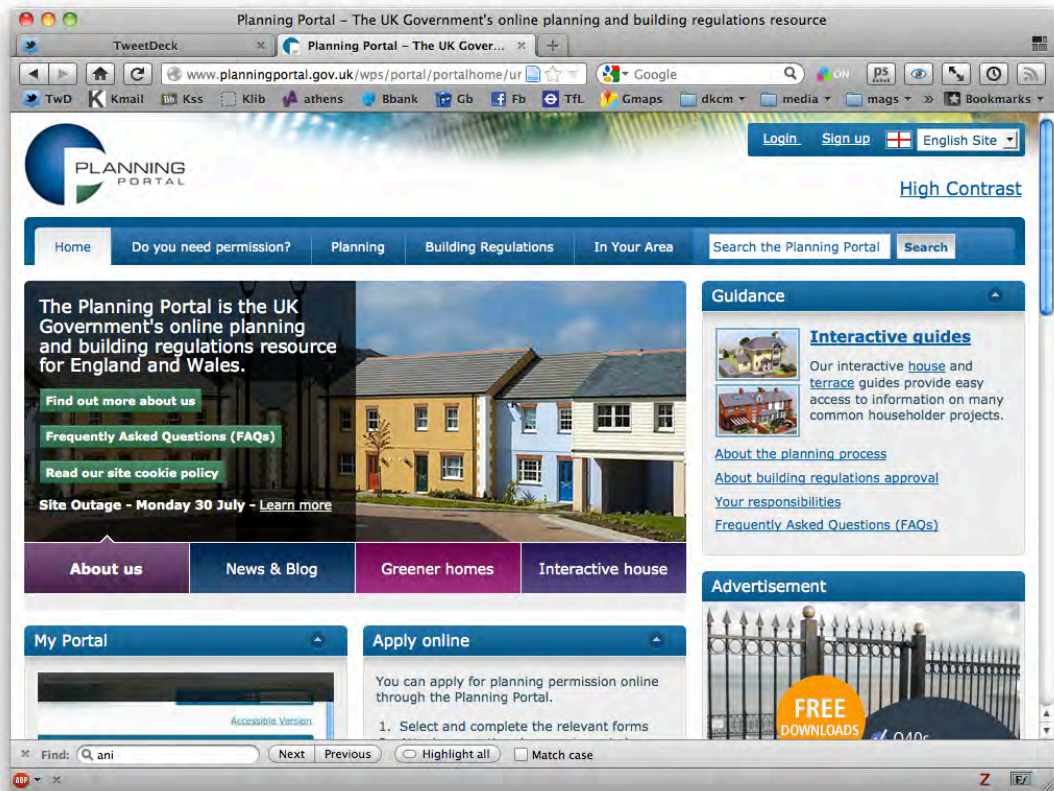 Planning Portal – The UK Government's online planning and building regulations resource
TweetDeck
Planning Portal – The UK Gover...
www.planningportal.gov.uk/wps/portal/portalhome/ur
Google
ON
ps
TwD
Kmail
Kss
Klib
athens
Bbank
Gb
Fb
TfL
Gmaps
dkcm
media
mags
»
Bookmarks
PLANNING
PORTAL
Login
Sign up
English Site
High Contrast
Home
Do you need permission?
Planning
Building Regulations
In Your Area
Search the Planning Portal
Search
The Planning Portal is the UK
Government's online planning
and building regulations resource
for England and Wales.
Find out more about us
Frequently Asked Questions (FAQs)
Read our site cookie policy
Site Outage - Monday 30 July - Learn more
About us
News & Blog
Greener homes
Interactive house
Guidance
Interactive guides
Our interactive house and
terrace guides provide easy
access to information on many
common householder projects.
About the planning process
About building regulations approval
Your responsibilities
Frequently Asked Questions (FAQs)
Advertisement
FREE
DOWNLOADS
My Portal
Accessible Version
Apply online
You can apply for planning permission online
through the Planning Portal.
1. Select and complete the relevant forms
Find:
ani
Next
Previous
Highlight all
Match case
ABP
Z